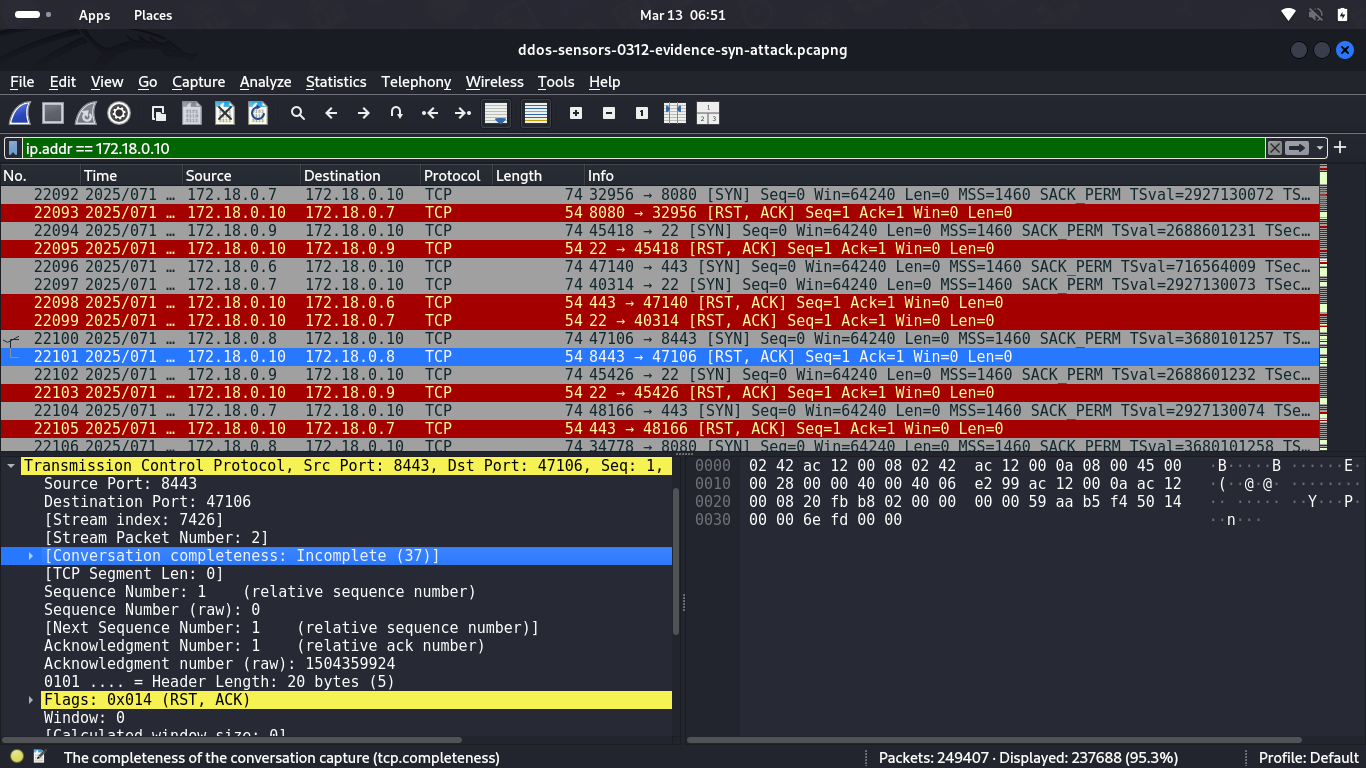 Apps Places Mar 13 06:51
ddos-sensors-0312-evidence-syn-attack.pcapng
File Edit View Go Capture Analyze Statistics Telephony Wireless Tools Help
ip.addr == 172.18.0.10
No. Time Source Destination Protocol Length Info
22092 2025/071 … 172.18.0.7 172.18.0.10 TCP 74 32956 → 8080 [SYN] Seq=0 Win=64240 Len=0 MSS=1460 SACK_PERM TSval=2927130072 TS…
22093 2025/071 … 172.18.0.10 172.18.0.7 TCP 54 8080 → 32956 [RST, ACK] Seq=1 Ack=1 Win=0 Len=0
22094 2025/071 … 172.18.0.9 172.18.0.10 TCP 74 45418 → 22 [SYN] Seq=0 Win=64240 Len=0 MSS=1460 SACK_PERM TSval=2688601231 TSec…
22095 2025/071 … 172.18.0.10 172.18.0.9 TCP 54 22 → 45418 [RST, ACK] Seq=1 Ack=1 Win=0 Len=0
22096 2025/071 … 172.18.0.6 172.18.0.10 TCP 74 47140 → 443 [SYN] Seq=0 Win=64240 Len=0 MSS=1460 SACK_PERM TSval=716564009 TSec…
22097 2025/071 … 172.18.0.7 172.18.0.10 TCP 74 40314 → 22 [SYN] Seq=0 Win=64240 Len=0 MSS=1460 SACK_PERM TSval=2927130073 TSec…
22098 2025/071 … 172.18.0.10 172.18.0.6 TCP 54 443 → 47140 [RST, ACK] Seq=1 Ack=1 Win=0 Len=0
22099 2025/071 … 172.18.0.10 172.18.0.7 TCP 54 22 → 40314 [RST, ACK] Seq=1 Ack=1 Win=0 Len=0
22100 2025/071 … 172.18.0.8 172.18.0.10 TCP 74 47106 → 8443 [SYN] Seq=0 Win=64240 Len=0 MSS=1460 SACK_PERM TSval=3680101257 TS…
22101 2025/071 … 172.18.0.10 172.18.0.8 TCP 54 8443 → 47106 [RST, ACK] Seq=1 Ack=1 Win=0 Len=0
22102 2025/071 … 172.18.0.9 172.18.0.10 TCP 74 45426 → 22 [SYN] Seq=0 Win=64240 Len=0 MSS=1460 SACK_PERM TSval=2688601232 TSec…
22103 2025/071 … 172.18.0.10 172.18.0.9 TCP 54 22 → 45426 [RST, ACK] Seq=1 Ack=1 Win=0 Len=0
22104 2025/071 … 172.18.0.7 172.18.0.10 TCP 74 48166 → 443 [SYN] Seq=0 Win=64240 Len=0 MSS=1460 SACK_PERM TSval=2927130074 TSe…
22105 2025/071 … 172.18.0.10 172.18.0.7 TCP 54 443 → 48166 [RST, ACK] Seq=1 Ack=1 Win=0 Len=0
22106 2025/071 … 172.18.0.8 172.18.0.10 TCP 74 34778 → 8080 [SYN] Seq=0 Win=64240 Len=0 MSS=1460 SACK_PERM TSval=3680101258 TS…
Transmission Control Protocol, Src Port: 8443, Dst Port: 47106, Seq: 1,
Source Port: 8443
Destination Port: 47106
[Stream index: 7426]
[Stream Packet Number: 2]
[Conversation completeness: Incomplete (37)]
[TCP Segment Len: 0]
Sequence Number: 1 (relative sequence number)
Sequence Number (raw): 0
[Next Sequence Number: 1 (relative sequence number)]
Acknowledgment Number: 1 (relative ack number)
Acknowledgment number (raw): 1504359924
0101 .... = Header Length: 20 bytes (5)
Flags: 0x014 (RST, ACK)
Window: 0
[Calculated window size: 0]
0000 02 42 ac 12 00 08 02 42 ac 12 00 0a 08 00 45 00 ·B·····B ······E·
0010 00 28 00 00 40 00 40 06 e2 99 ac 12 00 0a ac 12 ·(··@·@· ········
0020 00 08 20 fb b8 02 00 00 00 00 59 aa b5 f4 50 14 ·· ····· ··Y···P·
0030 00 00 6e fd 00 00 ··n···
The completeness of the conversation capture (tcp.completeness)
Packets: 249407 · Displayed: 237688 (95.3%)
Profile: Default